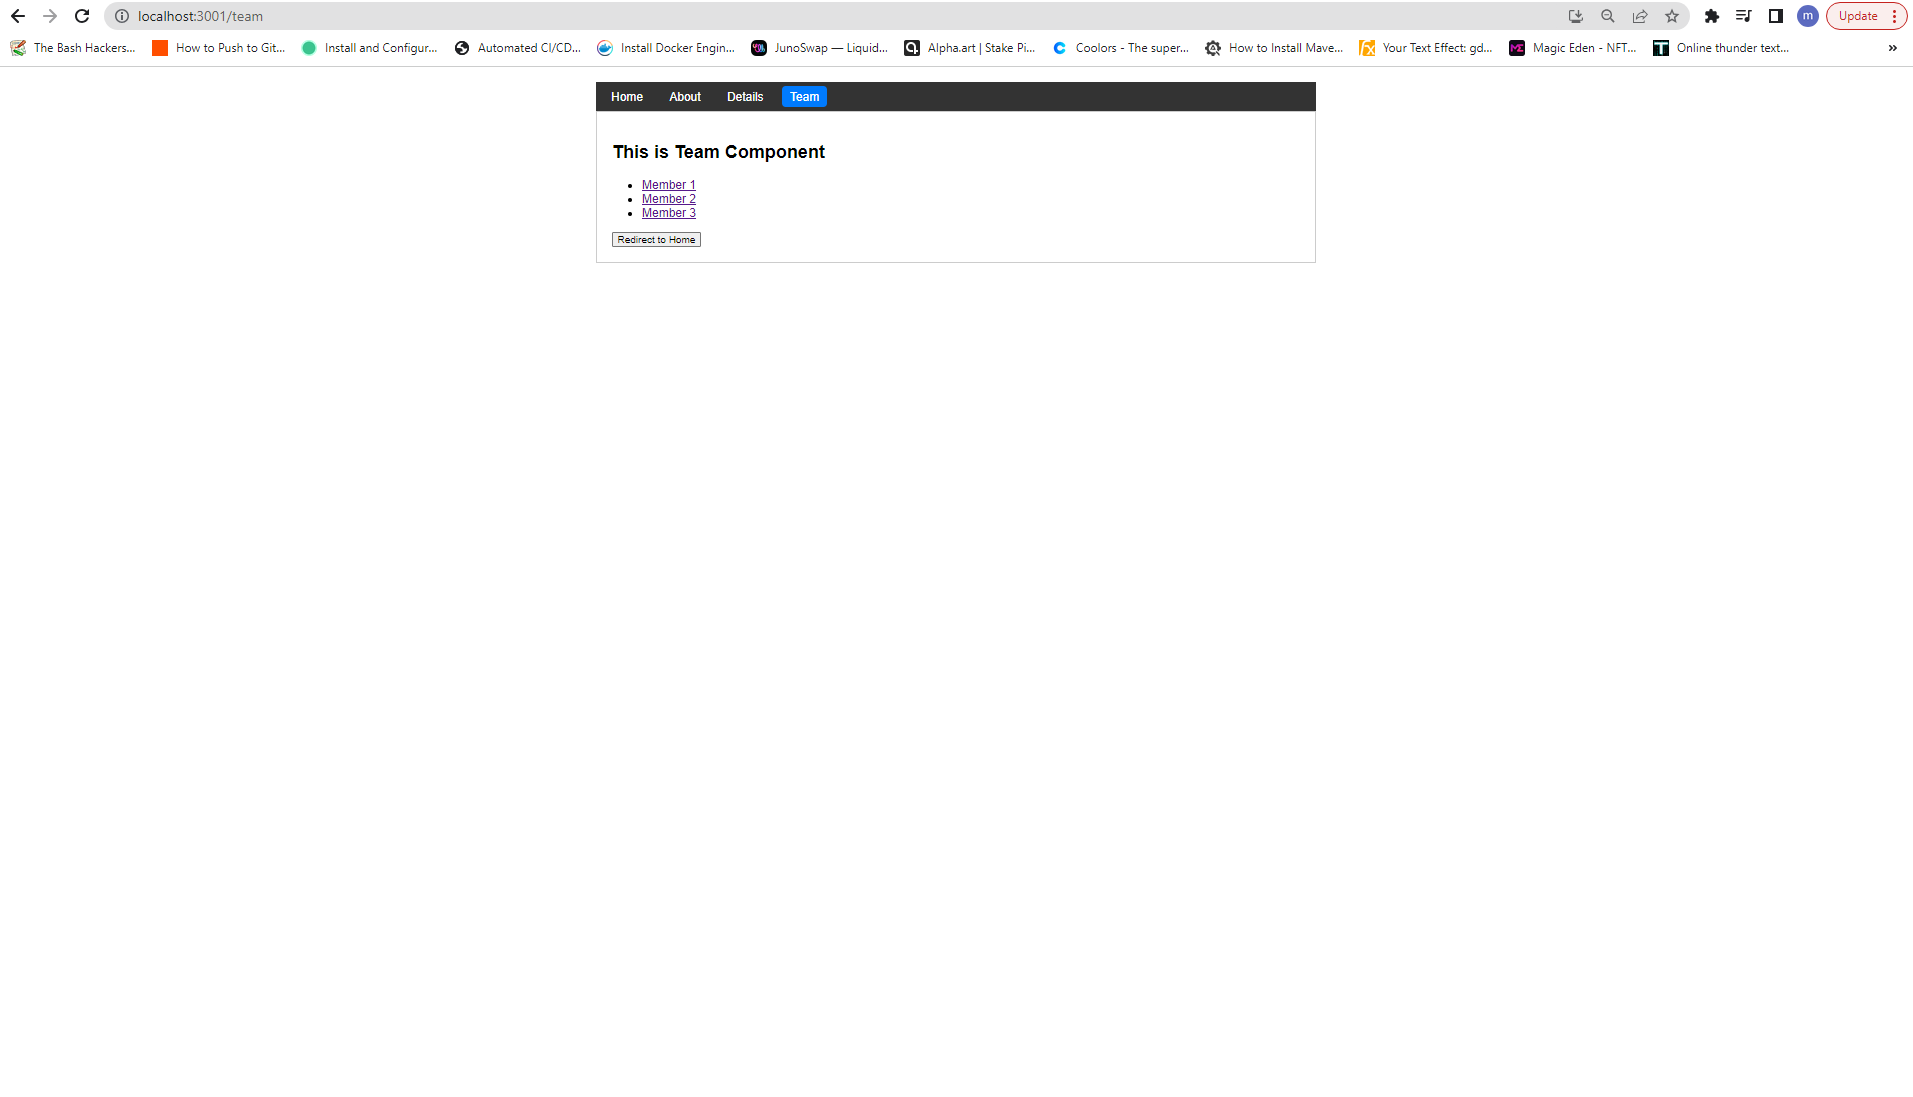 localhost:3001/team
m
Update
The Bash Hackers... How to Push to Git... Install and Configur... Automated CI/CD... Install Docker Engin... JunoSwap — Liquid... Alpha.art | Stake Pi... Coolors - The super... How to Install Mave... Your Text Effect: gd... Magic Eden - NFT... Online thunder text... »
Home About Details Team
This is Team Component
• Member 1
• Member 2
• Member 3
Redirect to Home